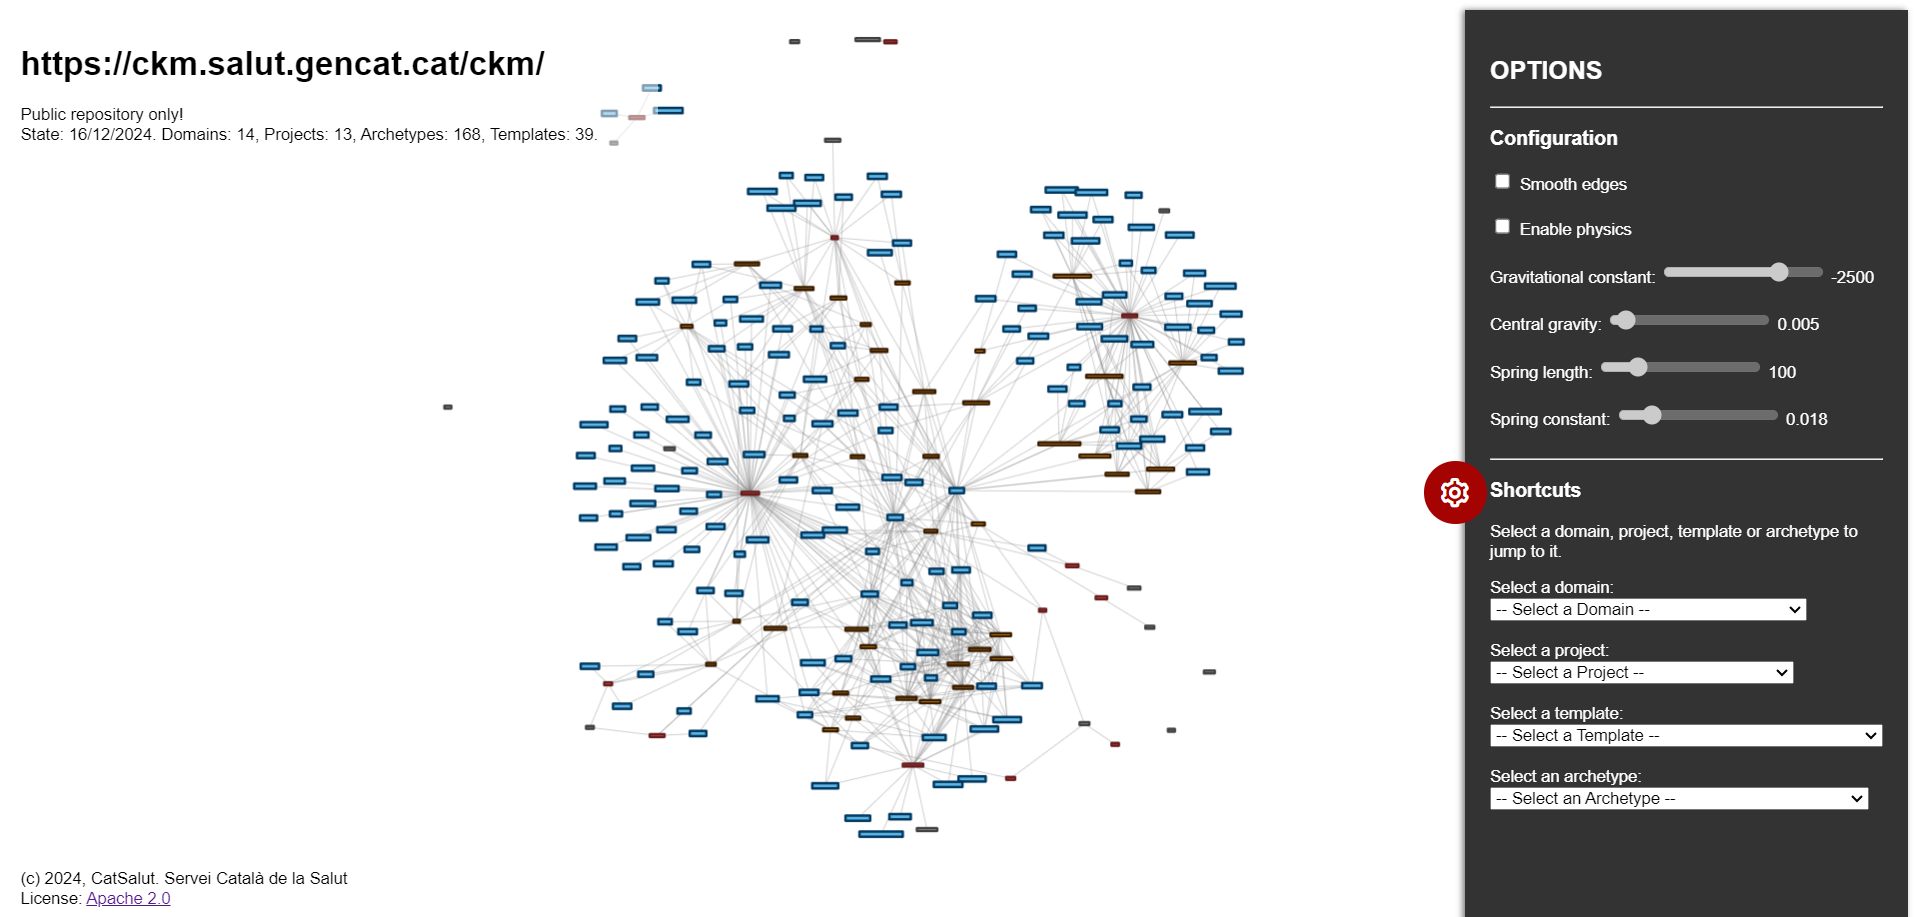 https://ckm.salut.gencat.cat/ckm/
Public repository only!
State: 16/12/2024. Domains: 14, Projects: 13, Archetypes: 168, Templates: 39.
(c) 2024, CatSalut. Servei Català de la Salut
License: Apache 2.0
OPTIONS
Configuration
Smooth edges
Enable physics
Gravitational constant: -2500
Central gravity: 0.005
Spring length: 100
Spring constant: 0.018
Shortcuts
Select a domain, project, template or archetype to
jump to it.
Select a domain:
-- Select a Domain --
Select a project:
-- Select a Project --
Select a template:
-- Select a Template --
Select an archetype:
-- Select an Archetype --